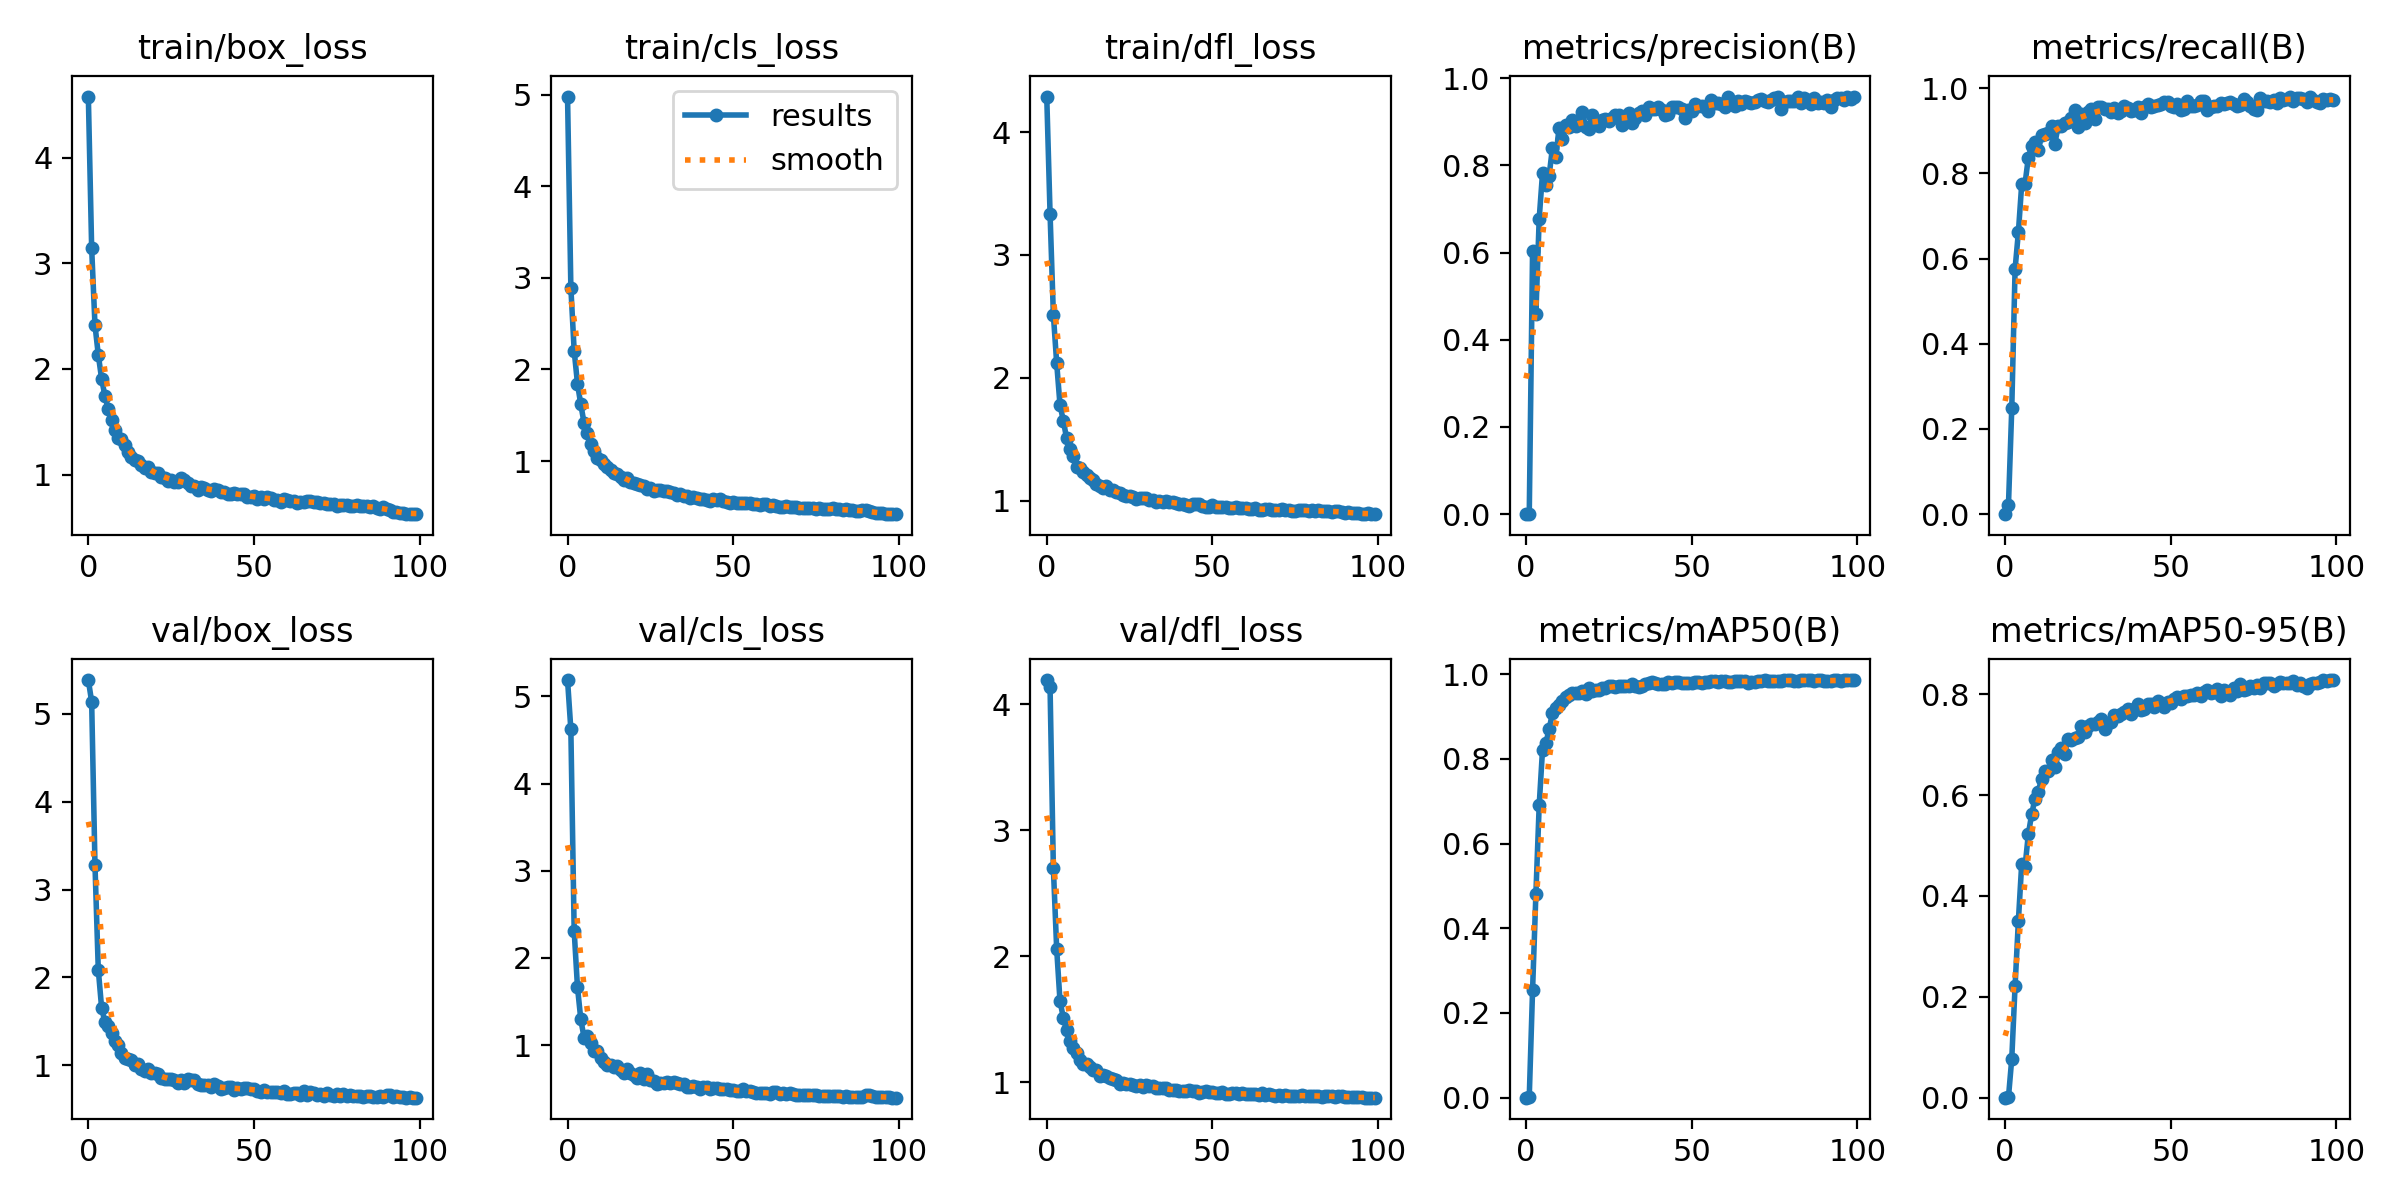 train/box_loss
train/cls_loss
train/dfl_loss
metrics/precision(B)
metrics/recall(B)
4
3
2
1
0 50 100
5
4
3
2
1
results
smooth
0 50 100
4
3
2
1
0 50 100
1.0
0.8
0.6
0.4
0.2
0.0
0 50 100
1.0
0.8
0.6
0.4
0.2
0.0
0 50 100
val/box_loss
val/cls_loss
val/dfl_loss
metrics/mAP50(B)
metrics/mAP50-95(B)
5
4
3
2
1
0 50 100
5
4
3
2
1
0 50 100
4
3
2
1
0 50 100
1.0
0.8
0.6
0.4
0.2
0.0
0 50 100
0.8
0.6
0.4
0.2
0.0
0 50 100